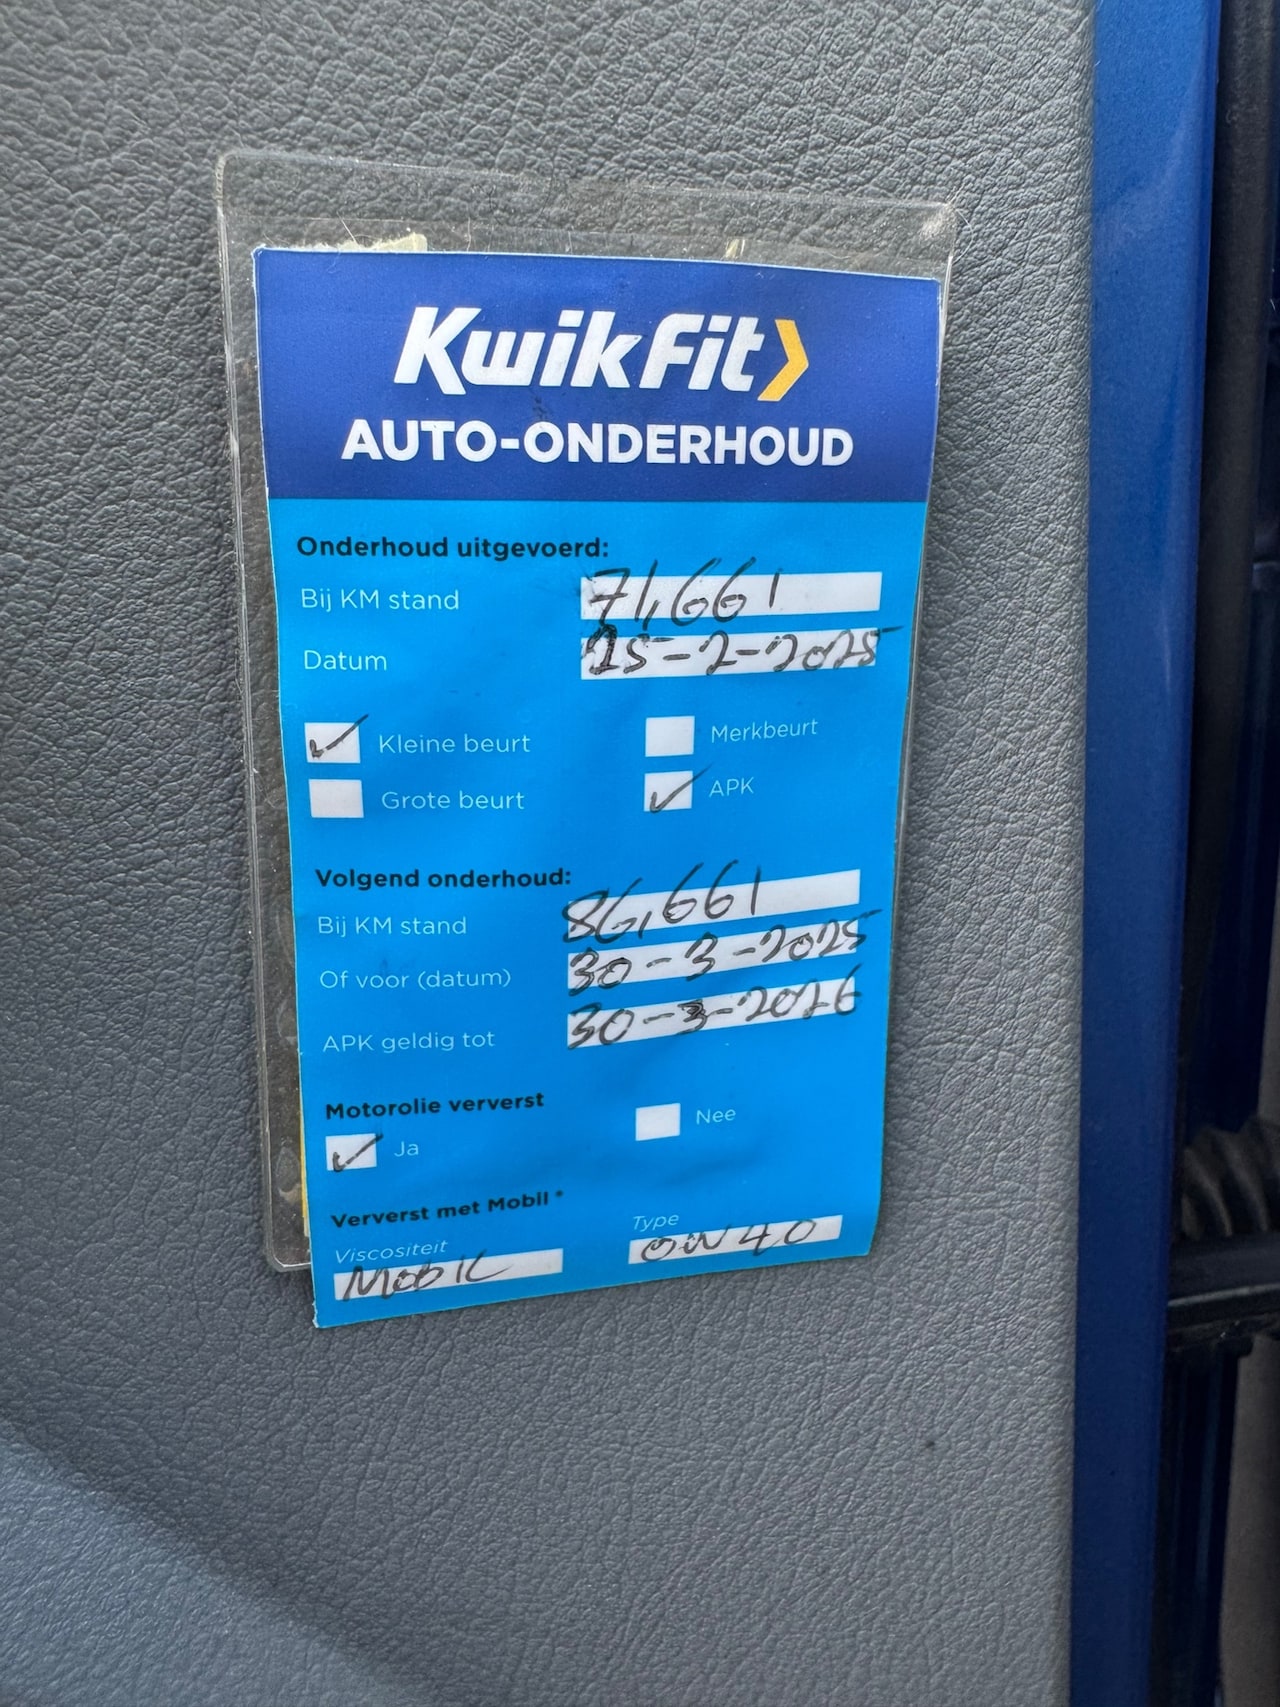 KwikFit
AUTO-ONDERHOUD
Onderhoud uitgevoerd:
Bij KM stand 71,661
Datum 25-2-2025
Kleine beurt Merkbeurt
Grote beurt APK
Volgend onderhoud:
Bij KM stand 86,661
Of voor (datum) 30-3-2025
APK geldig tot 30-3-2026
Motorolie ververst
Ja Nee
Ververst met Mobil *
Viscositeit Type
MOBIL 0W40